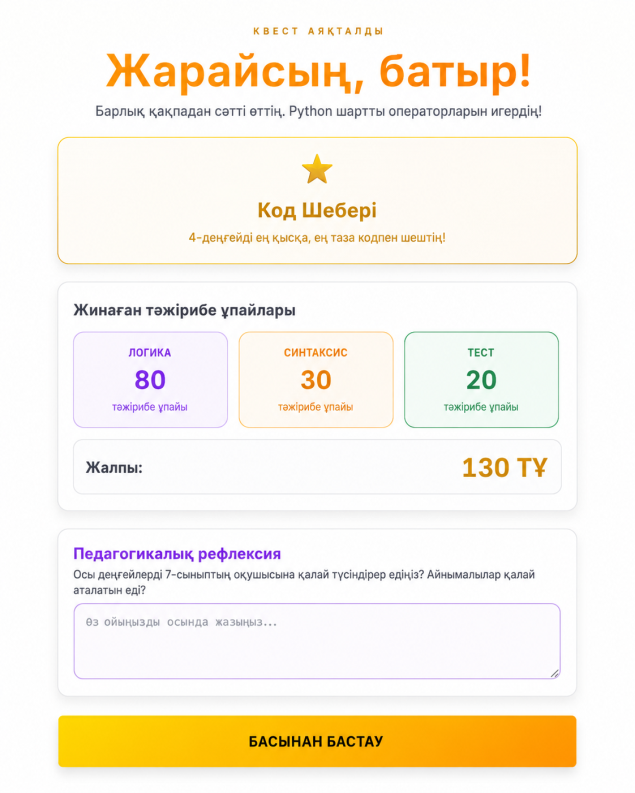 КВЕСТ АЯҚТАЛДЫ
Жарайсың, батыр!
Барлық қақпадан сәтті өттің. Python шартты операторларын игердің!
Код Шебері
4-деңгейді ең қысқа, ең таза кодпен шештің!
Жинаған тәжірибе ұпайлары
ЛОГИКА
80
тәжірибе ұпайы
СИНТАКСИС
30
тәжірибе ұпайы
ТЕСТ
20
тәжірибе ұпайы
Жалпы:
130 ТҰ
Педагогикалық рефлексия
Осы деңгейлерді 7-сыныптың оқушысына қалай түсіндірер едіңіз? Айнымалылар қалай
аталатын еді?
Өз ойыңызды осында жазыңыз...
БАСЫНАН БАСТАУ